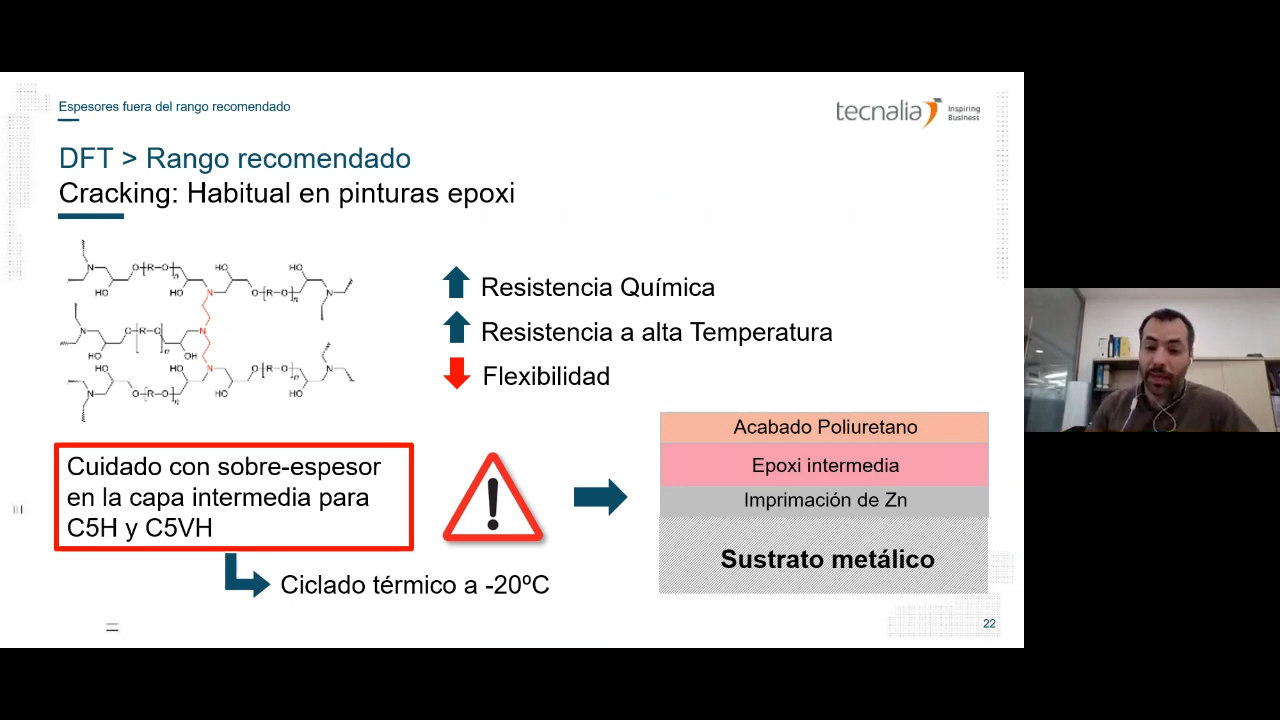 Espesores fuera del rango recomendado
tecnalia Inspiring
Business
DFT > Rango recomendado
Cracking: Habitual en pinturas epoxi
Resistencia Química
Resistencia a alta Temperatura
Flexibilidad
Cuidado con sobre-espesor
en la capa intermedia para
C5H y C5VH
Ciclado térmico a -20ºC
Acabado Poliuretano
Epoxi intermedia
Imprimación de Zn
Sustrato metálico
22